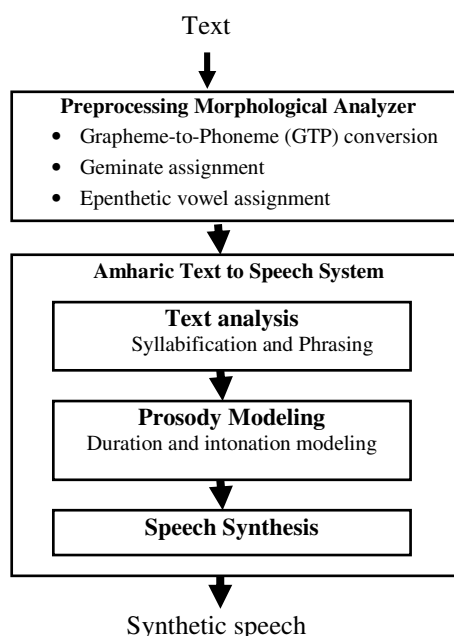 Text
Preprocessing Morphological Analyzer
• Grapheme-to-Phoneme (GTP) conversion
• Geminate assignment
• Epenthetic vowel assignment
Amharic Text to Speech System
Text analysis
Syllabification and Phrasing
Prosody Modeling
Duration and intonation modeling
Speech Synthesis
Synthetic speech